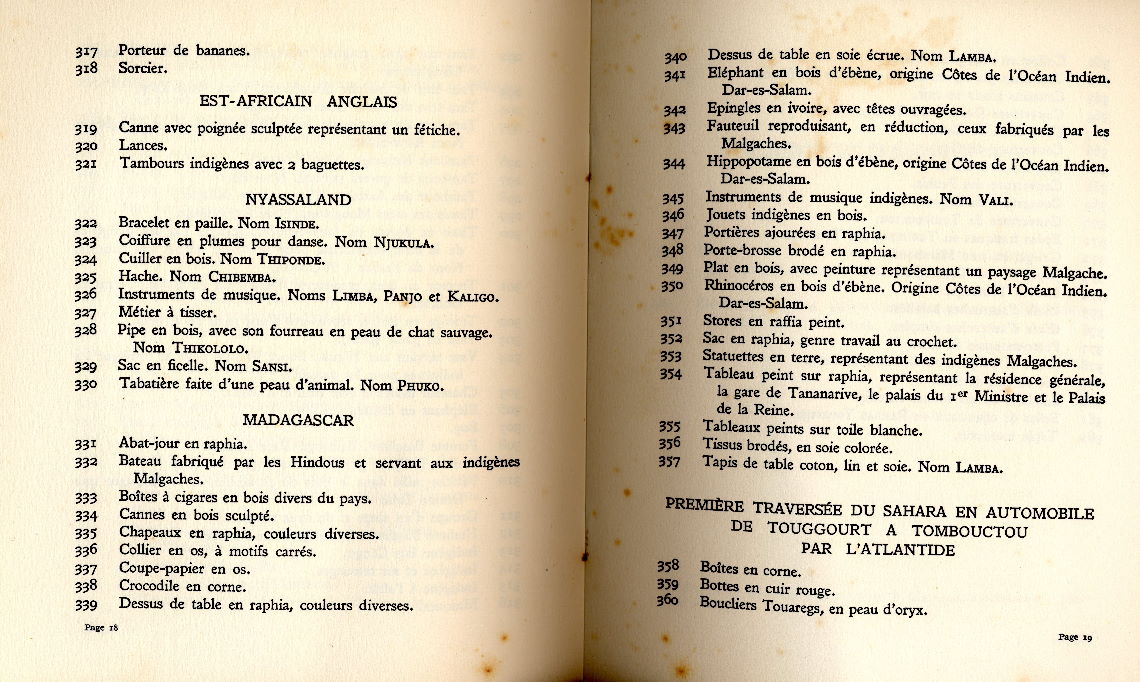 317 Porteur de bananes.
318 Sorcier.
EST-AFRICAIN ANGLAIS
319 Canne avec poignée sculptée représentant un fétiche.
320 Lances.
321 Tambours indigènes avec 2 baguettes.
NYASSALAND
322 Bracelet en paille. Nom ISINDE.
323 Coiffure en plumes pour danse. Nom NJUKULA.
324 Cuiller en bois. Nom THIPONDE.
325 Hache. Nom CHIBEMBA.
326 Instruments de musique. Noms LIMBA, PANJO et KALIGO.
327 Métier à tisser.
328 Pipe en bois, avec son fourreau en peau de chat sauvage.
Nom THIKOLOLO.
329 Sac en ficelle. Nom SANSI.
330 Tabatière faite d'une peau d'animal. Nom PHUKO.
MADAGASCAR
331 Abat-jour en raphia.
332 Bateau fabriqué par les Hindous et servant aux indigènes
Malgaches.
333 Boîtes à cigares en bois divers du pays.
334 Cannes en bois sculpté.
335 Chapeaux en raphia, couleurs diverses.
336 Collier en os, à motifs carrés.
337 Coupe-papier en os.
338 Crocodile en corne.
339 Dessus de table en raphia, couleurs diverses.
Page 18
340 Dessus de table en soie écrue. Nom LAMBA.
341 Eléphant en bois d'ébène, origine Côtes de l'Océan Indien.
Dar-es-Salam.
342 Epingles en ivoire, avec têtes ouvragées.
343 Fauteuil reproduisant, en réduction, ceux fabriqués par les
Malgaches.
344 Hippopotame en bois d'ébène, origine Côtes de l'Océan Indien.
Dar-es-Salam.
345 Instruments de musique indigènes. Nom VALI.
346 Jouets indigènes en bois.
347 Portières ajourées en raphia.
348 Porte-brosse brodé en raphia.
349 Plat en bois, avec peinture représentant un paysage Malgache.
350 Rhinocéros en bois d'ébène. Origine Côtes de l'Océan Indien.
Dar-es-Salam.
351 Stores en raffia peint.
352 Sac en raphia, genre travail au crochet.
353 Statuettes en terre, représentant des indigènes Malgaches.
354 Tableau peint sur raphia, représentant la résidence générale,
la gare de Tananarive, le palais du 1er Ministre et le Palais
de la Reine.
355 Tableaux peints sur toile blanche.
356 Tissus brodés, en soie colorée.
357 Tapis de table coton, lin et soie. Nom LAMBA.
PREMIÈRE TRAVERSÉE DU SAHARA EN AUTOMOBILE
DE TOUGGOURT A TOMBOUCTOU
PAR L'ATLANTIDE
358 Boîtes en corne.
359 Bottes en cuir rouge.
360 Boucliers Touaregs, en peau d'oryx.
Page 19